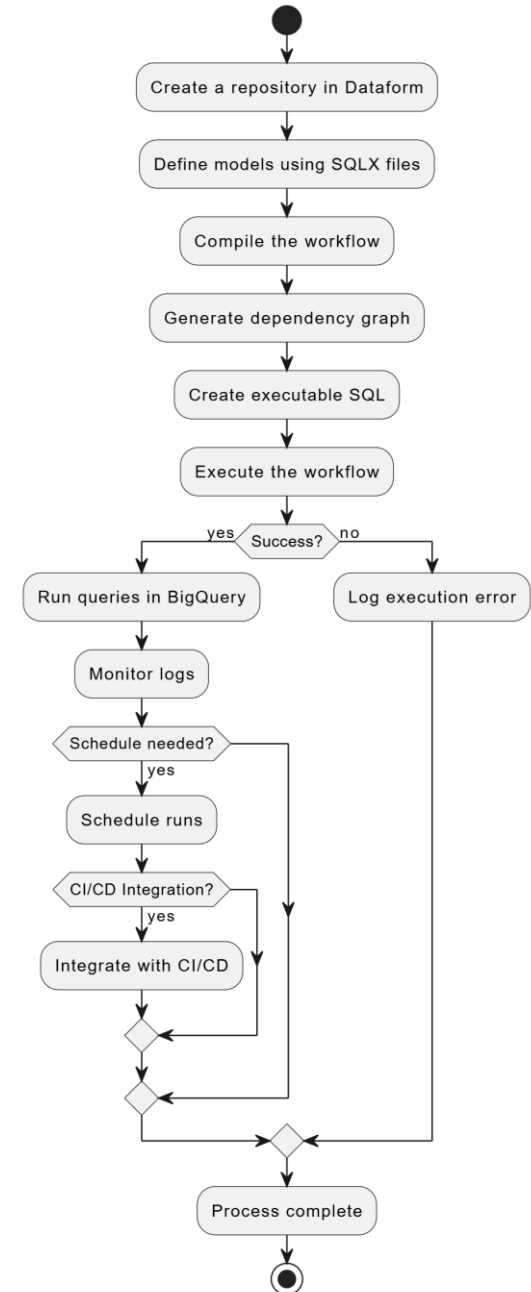 Create a repository in Dataform
Define models using SQLX files
Compile the workflow
Generate dependency graph
Create executable SQL
Execute the workflow
yes
Success?
no
Run queries in BigQuery
Log execution error
Monitor logs
Schedule needed?
yes
Schedule runs
CI/CD Integration?
yes
Integrate with CI/CD
Process complete